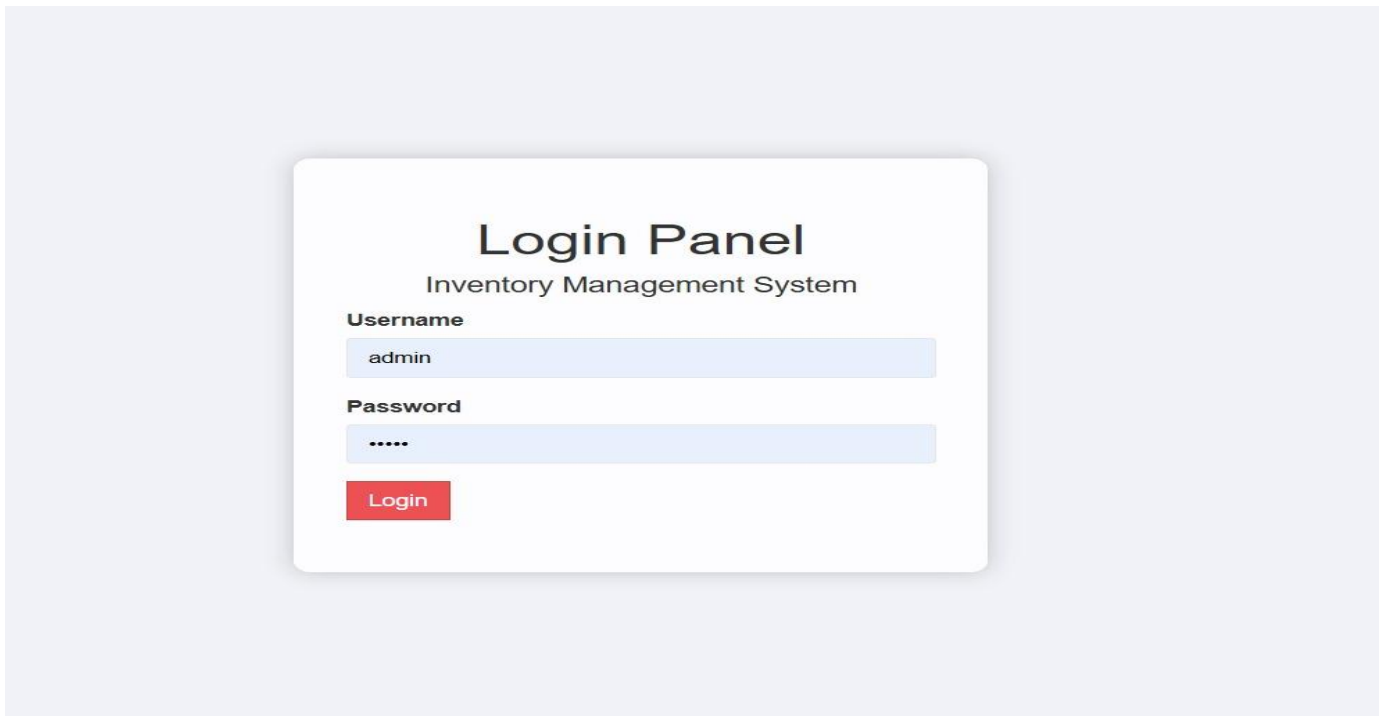 Login Panel
Inventory Management System
Username
admin
Password
•••••
Login